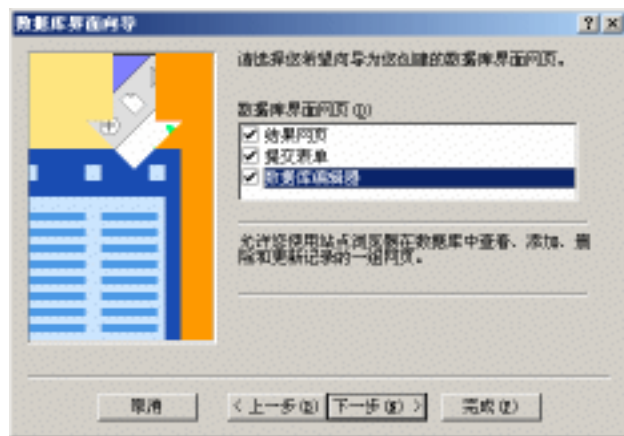 数据库界面向导
请选择您希望向导为您创建的数据库界面网页。
数据库界面网页(D)
结果网页
提交表单
数据库编辑器
允许您使用站点浏览器在数据库中查看、添加、删
除和更新记录的一组网页。
取消
< 上一步(B)
下一步(N) >
完成(F)